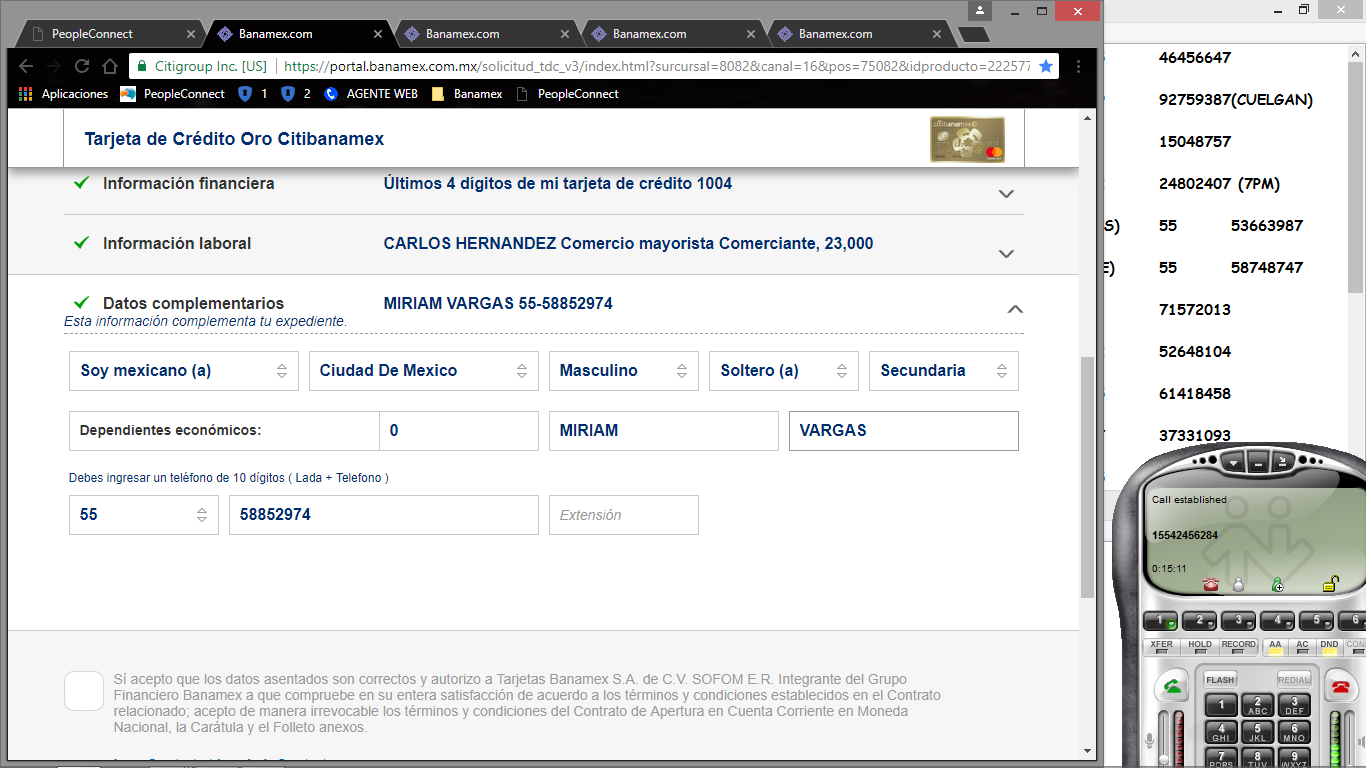 PeopleConnect
Banamex.com
Banamex.com
Banamex.com
Banamex.com
Citigroup Inc. [US]
https://portal.banamex.com.mx/solicitud_tdc_v3/index.html?surcursal=8082&canal=16&pos=75082&idproducto=222577
Aplicaciones
PeopleConnect
1
2
AGENTE WEB
Banamex
PeopleConnect
Tarjeta de Crédito Oro Citibanamex
citibanamex
Información financiera
Últimos 4 dígitos de mi tarjeta de crédito 1004
Información laboral
CARLOS HERNANDEZ Comercio mayorista Comerciante, 23,000
Datos complementarios
MIRIAM VARGAS 55-58852974
Esta información complementa tu expediente.
Soy mexicano (a)
Ciudad De Mexico
Masculino
Soltero (a)
Secundaria
Dependientes económicos:
0
MIRIAM
VARGAS
Debes ingresar un teléfono de 10 dígitos ( Lada + Telefono )
55
58852974
Extensión
Sí acepto que los datos asentados son correctos y autorizo a Tarjetas Banamex S.A. de C.V. SOFOM E.R. Integrante del Grupo
Financiero Banamex a que compruebe en su entera satisfacción de acuerdo a los términos y condiciones establecidos en el Contrato
relacionado; acepto de manera irrevocable los términos y condiciones del Contrato de Apertura en Cuenta Corriente en Moneda
Nacional, la Carátula y el Folleto anexos.
46456647
92759387(CUELGAN)
15048757
24802407 (7PM)
S) 55 53663987
E) 55 58748747
71572013
52648104
61418458
37331093
Call established
15542456284
0:15:11
1 2 3 4 5 6
XFER HOLD RECORD AA AC DND CON
FLASH REDIAL
1 2 ABC 3 DEF
4 GHI 5 JKL 6 MNO
7 PQRS 8 TUV 9 WXYZ